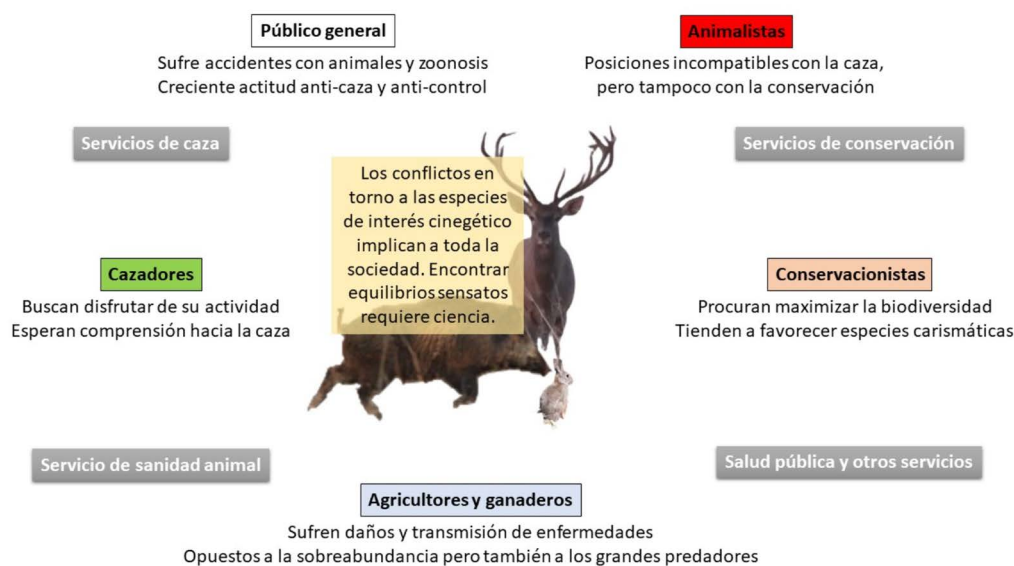 Público general
Sufre accidentes con animales y zoonosis
Creciente actitud anti-caza y anti-control
Animalistas
Posiciones incompatibles con la caza,
pero tampoco con la conservación
Servicios de caza
Servicios de conservación
Los conflictos en
torno a las especies
de interés cinegético
implican a toda la
sociedad. Encontrar
equilibrios sensatos
requiere ciencia.
Cazadores
Buscan disfrutar de su actividad
Esperan comprensión hacia la caza
Conservacionistas
Procuran maximizar la biodiversidad
Tienden a favorecer especies carismáticas
Servicio de sanidad animal
Salud pública y otros servicios
Agricultores y ganaderos
Sufren daños y transmisión de enfermedades
Opuestos a la sobreabundancia pero también a los grandes predadores